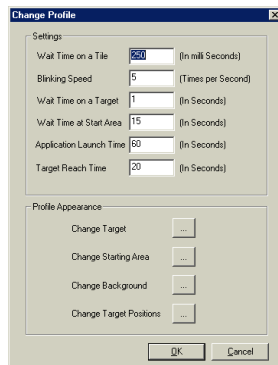 Change Profile
Settings
Wait Time on a Tile 250 (In milli Seconds)
Blinking Speed 5 (Times per Second)
Wait Time on a Target 1 (In Seconds)
Wait Time at Start Area 15 (In Seconds)
Application Launch Time 60 (In Seconds)
Target Reach Time 20 (In Seconds)
Profile Appearance
Change Target ...
Change Starting Area ...
Change Background ...
Change Target Positions ...
OK Cancel